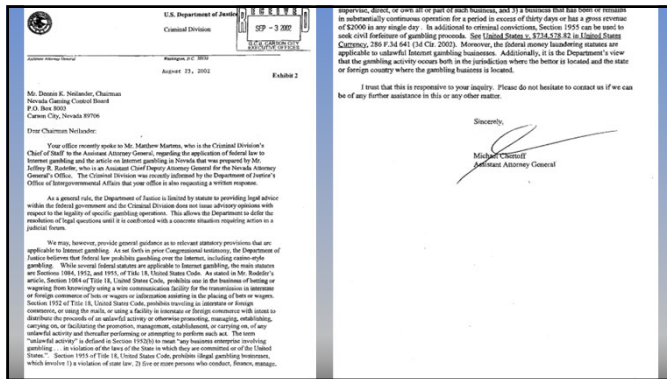 U.S. Department of Justice
Criminal Division
SEP - 3 2002
G.C.B. CARSON CITY
EXECUTIVE OFFICES
Assistant Attorney General
Washington, D.C. 20530
August 23, 2002
Exhibit 2
Mr. Dennis K. Neilander, Chairman
Nevada Gaming Control Board
P.O. Box 8003
Carson City, Nevada 89706
Dear Chairman Neilander:
Your office recently spoke to Mr. Matthew Martens, who is the Criminal Division's
Chief of Staff to the Assistant Attorney General, regarding the application of federal law to
Internet gambling and the article on Internet gambling in Nevada that was prepared by Mr.
Jeffrey R. Rodefer, who is an Assistant Chief Deputy Attorney General for the Nevada Attorney
General's Office. The Criminal Division was recently informed by the Department of Justice's
Office of Intergovernmental Affairs that your office is also requesting a written response.
As a general rule, the Department of Justice is limited by statute to providing legal advice
within the federal government and the Criminal Division does not issue advisory opinions with
respect to the legality of specific gambling operations. This allows the Department to defer the
resolution of legal questions until it is confronted with a concrete situation requiring action in a
judicial forum.
We may, however, provide general guidance as to relevant statutory provisions that are
applicable to Internet gambling. As set forth in prior Congressional testimony, the Department of
Justice believes that federal law prohibits gambling over the Internet, including casino-style
gambling. While several federal statutes are applicable to Internet gambling, the main statutes
are Sections 1084, 1952, and 1955, of Title 18, United States Code. As stated in Mr. Rodefer's
article, Section 1084 of Title 18, United States Code, prohibits one in the business of betting or
wagering from knowingly using a wire communication facility for the transmission in interstate
or foreign commerce of bets or wagers or information assisting in the placing of bets or wagers.
Section 1952 of Title 18, United States Code, prohibits traveling in interstate or foreign
commerce, or using the mails, or using a facility in interstate or foreign commerce with intent to
distribute the proceeds of an unlawful activity or otherwise promoting, managing, establishing,
carrying on, or facilitating the promotion, management, establishment, or carrying on, of any
unlawful activity and thereafter performing or attempting to perform such act. The term
"unlawful activity" is defined in Section 1952(b) to mean "any business enterprise involving
gambling . . . in violation of the laws of the State in which they are committed or of the United
States.". Section 1955 of Title 18, United States Code, prohibits illegal gambling businesses,
which involve 1) a violation of state law, 2) five or more persons who conduct, finance, manage,
supervise, direct, or own all or part of such business, and 3) a business that has been or remains
in substantially continuous operation for a period in excess of thirty days or has a gross revenue
of $2000 in any single day. In additional to criminal convictions, Section 1955 can be used to
seek civil forfeiture of gambling proceeds. See United States v. $734,578.82 in United States
Currency, 286 F.3d 641 (3d Cir. 2002). Moreover, the federal money laundering statutes are
applicable to unlawful Internet gambling businesses. Additionally, it is the Department's view
that the gambling activity occurs both in the jurisdiction where the bettor is located and the state
or foreign country where the gambling business is located.
I trust that this is responsive to your inquiry. Please do not hesitate to contact us if we can
be of any further assistance in this or any other matter.
Sincerely,
Michael Chertoff
Assistant Attorney General